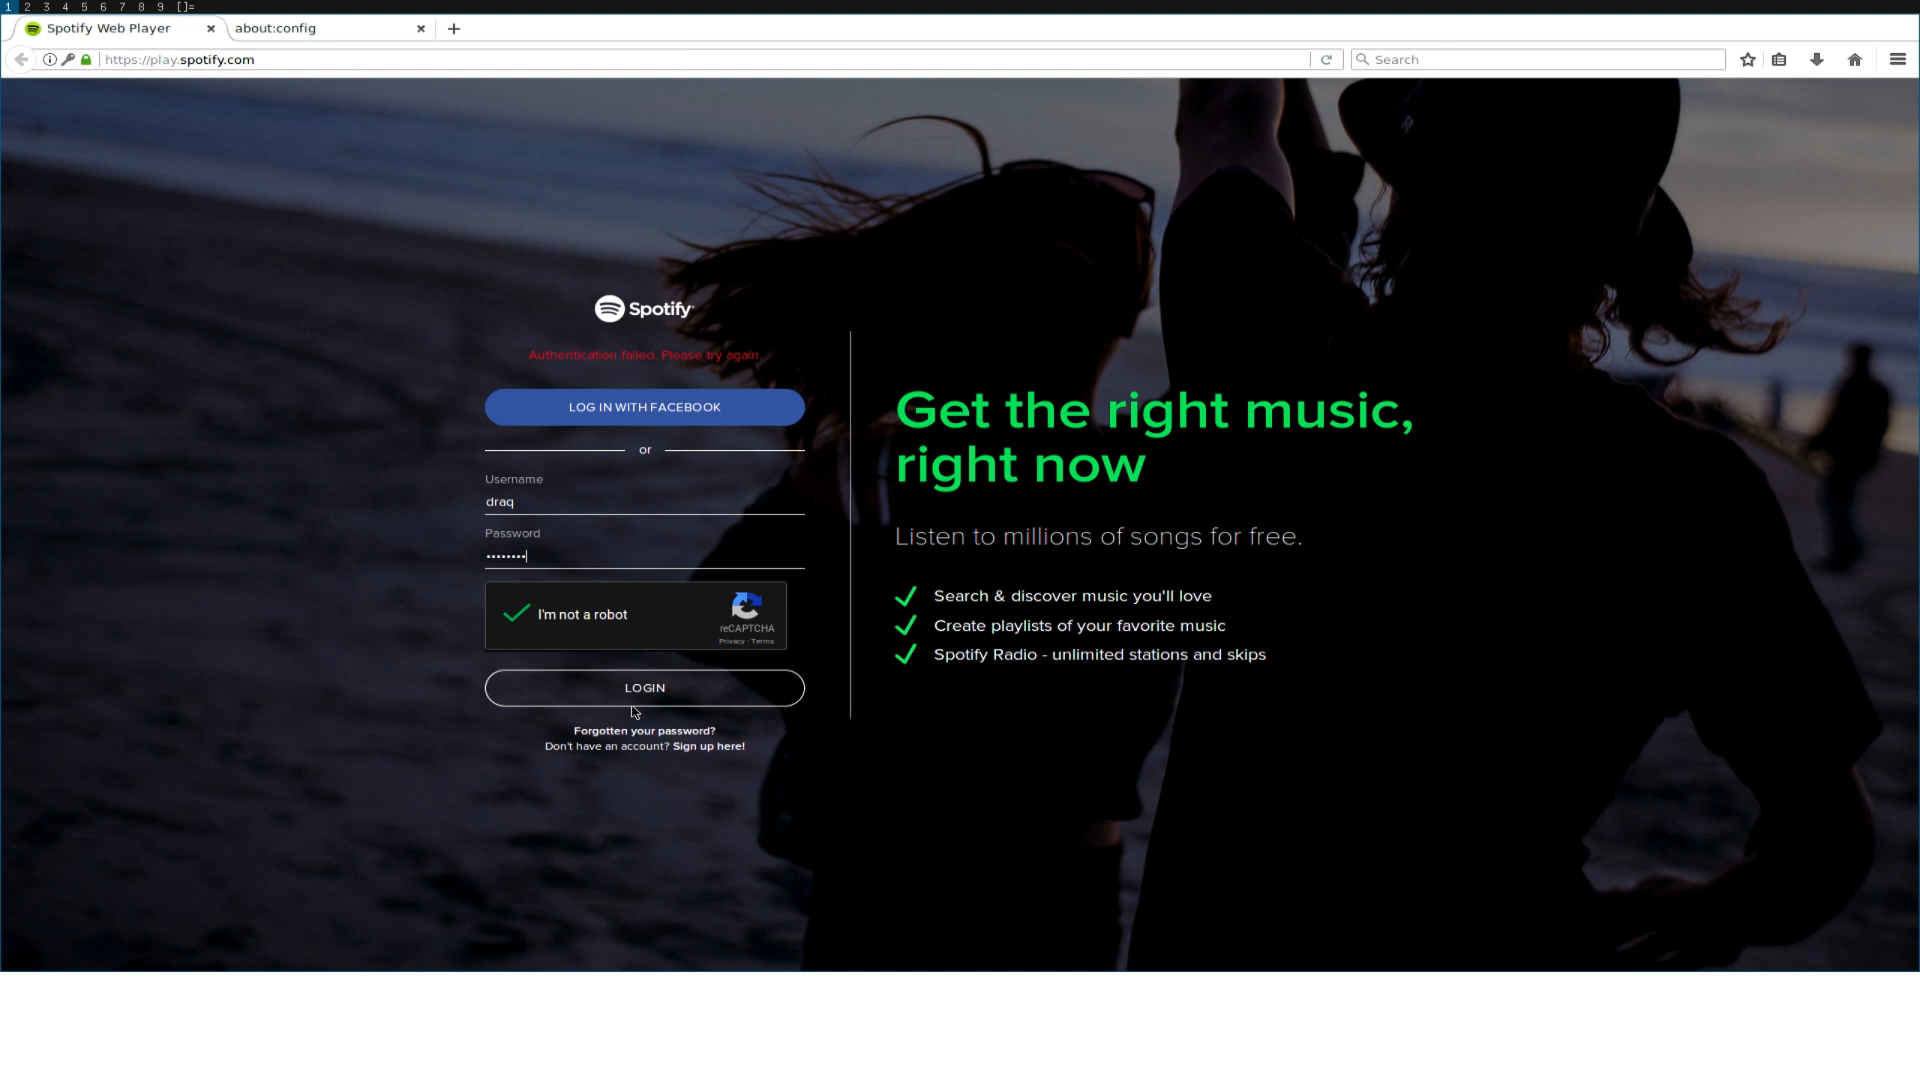 1 2 3 4 5 6 7 8 9 []=
Spotify Web Player
about:config
https://play.spotify.com
Search
Spotify
Authentication failed. Please try again.
LOG IN WITH FACEBOOK
or
Username
draq
Password
••••••••
I'm not a robot
reCAPTCHA
Privacy - Terms
LOGIN
Forgotten your password?
Don't have an account? Sign up here!
Get the right music,
right now
Listen to millions of songs for free.
Search & discover music you'll love
Create playlists of your favorite music
Spotify Radio - unlimited stations and skips